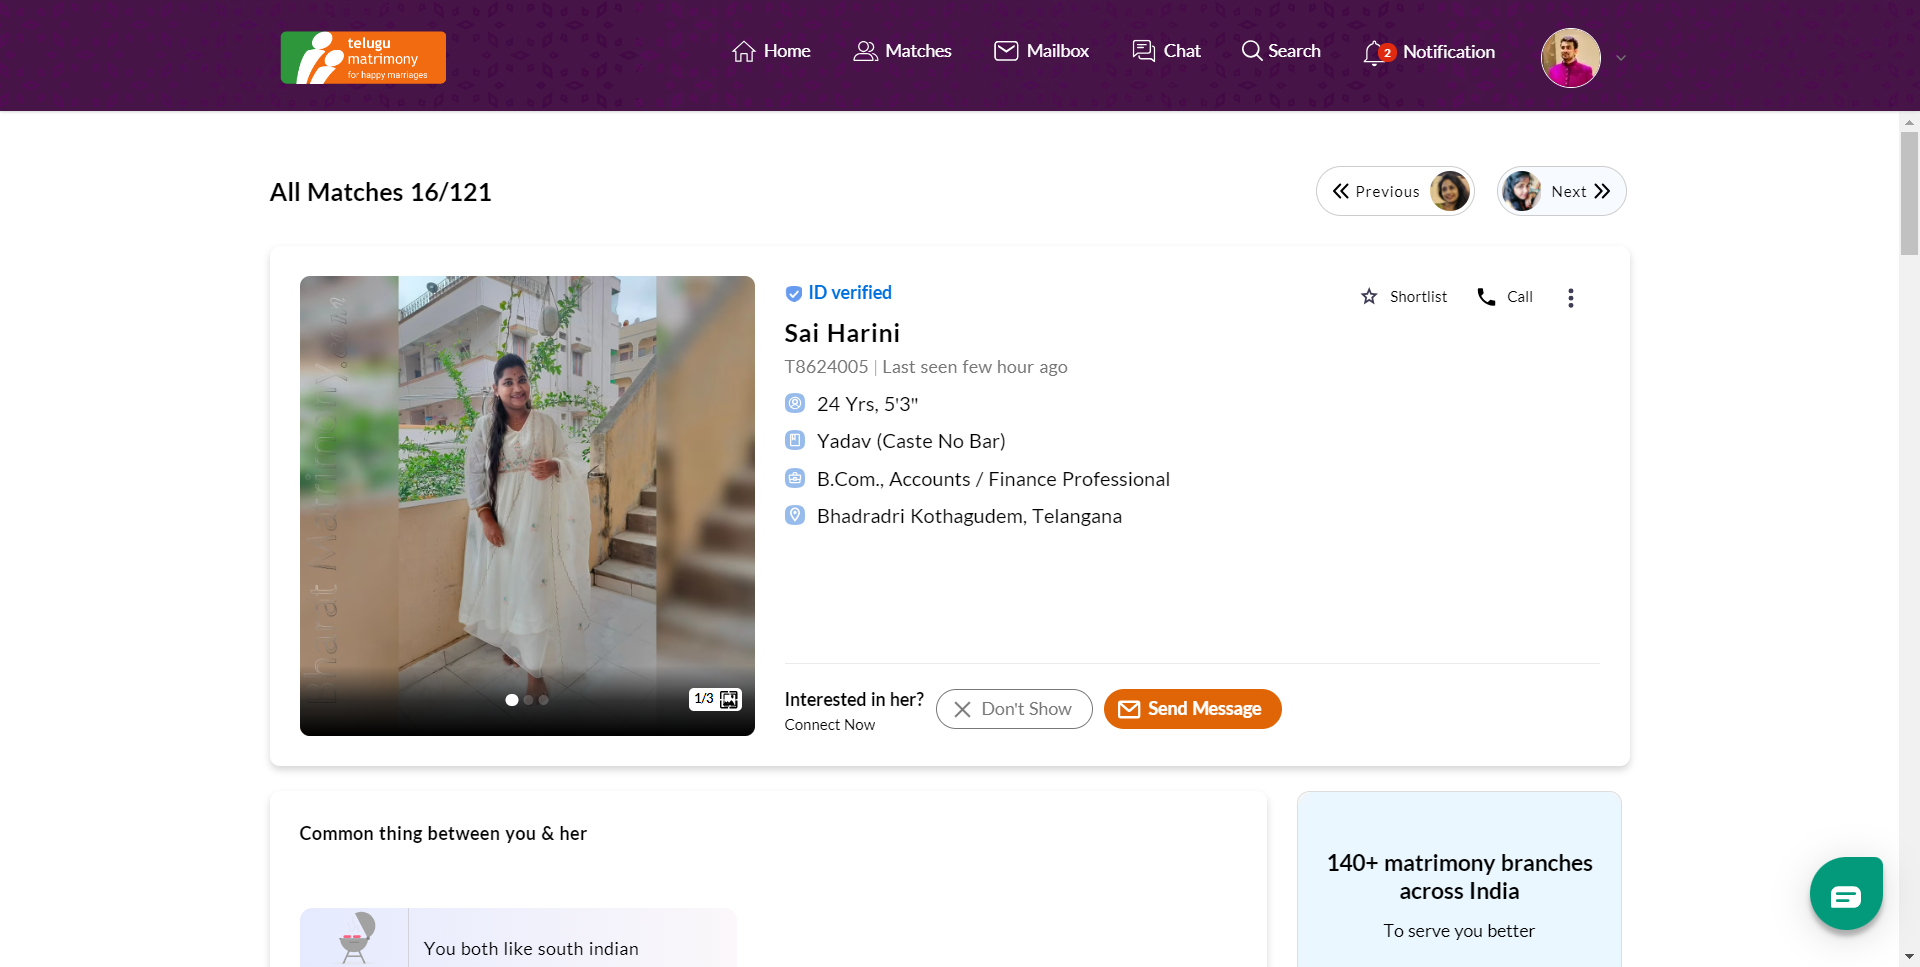 telugu
matrimony
for happy marriages
Home
Matches
Mailbox
Chat
Search
2
Notification
All Matches 16/121
Previous
Next
Bharat Matrimony.com
ID verified
Shortlist
Call
Sai Harini
T8624005 | Last seen few hour ago
24 Yrs, 5'3"
Yadav (Caste No Bar)
B.Com., Accounts / Finance Professional
Bhadradri Kothagudem, Telangana
1/3
Interested in her?
Connect Now
Don't Show
Send Message
Common thing between you & her
You both like south indian
140+ matrimony branches
across India
To serve you better